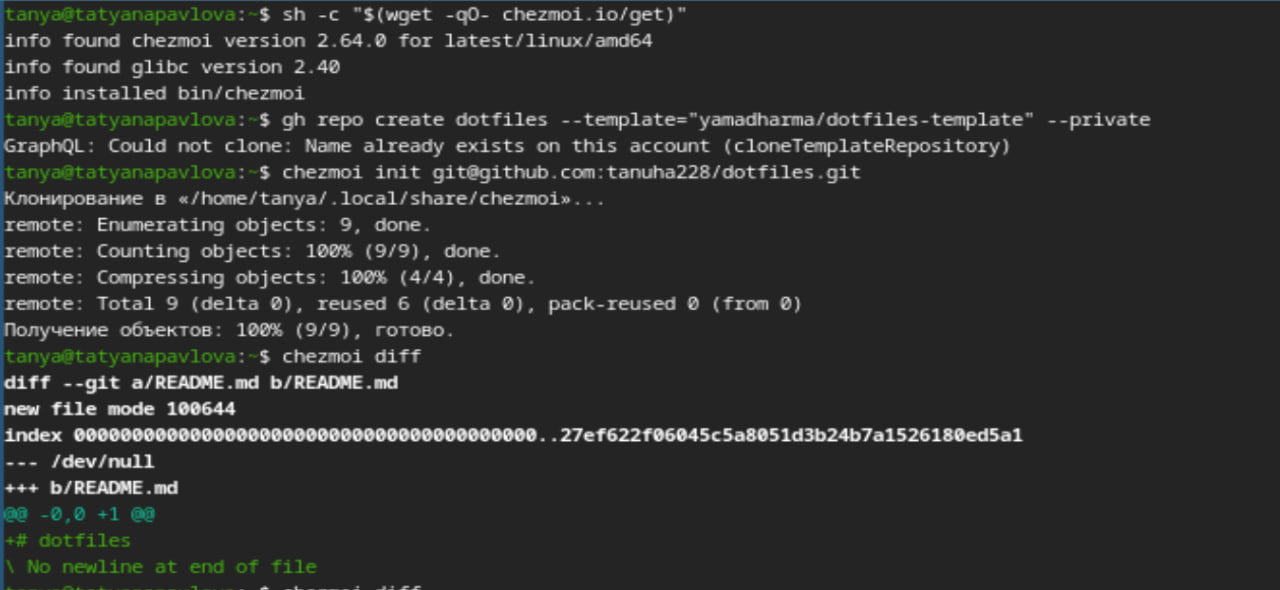 tanya@tatyanapavlova:~$ sh -c "$(wget -qO- chezmoi.io/get)"
info found chezmoi version 2.64.0 for latest/linux/amd64
info found glibc version 2.40
info installed bin/chezmoi
tanya@tatyanapavlova:~$ gh repo create dotfiles --template="yamadharma/dotfiles-template" --private
GraphQL: Could not clone: Name already exists on this account (cloneTemplateRepository)
tanya@tatyanapavlova:~$ chezmoi init git@github.com:tanuha228/dotfiles.git
Клонирование в «/home/tanya/.local/share/chezmoi»...
remote: Enumerating objects: 9, done.
remote: Counting objects: 100% (9/9), done.
remote: Compressing objects: 100% (4/4), done.
remote: Total 9 (delta 0), reused 6 (delta 0), pack-reused 0 (from 0)
Получение объектов: 100% (9/9), готово.
tanya@tatyanapavlova:~$ chezmoi diff
diff --git a/README.md b/README.md
new file mode 100644
index 0000000000000000000000000000000000000000..27ef622f06045c5a8051d3b24b7a1526180ed5a1
--- /dev/null
+++ b/README.md
@@ -0,0 +1 @@
+# dotfiles
\ No newline at end of file
tanya@tatyanapavlova:~$ chezmoi diff